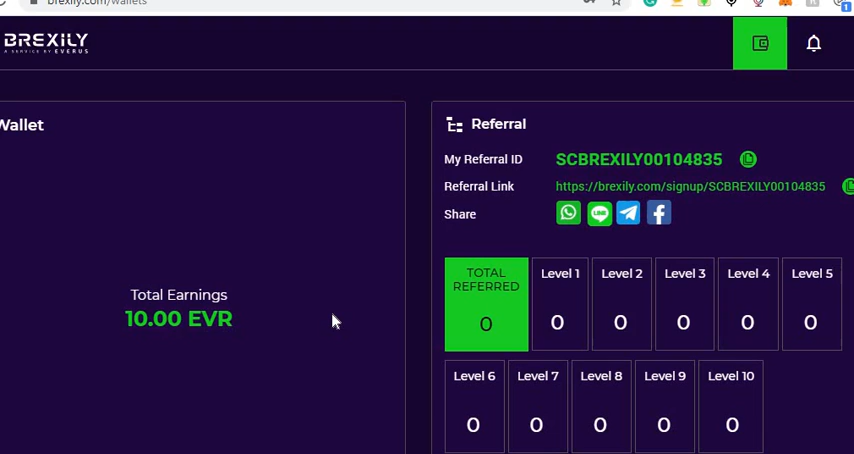 brexily.com/wallets
BREXILY
A SERVICE BY EVERUS
Wallet
Total Earnings
10.00 EVR
Referral
My Referral ID SCBREXILY00104835
Referral Link https://brexily.com/signup/SCBREXILY00104835
Share LINE
TOTAL REFERRED Level 1 Level 2 Level 3 Level 4 Level 5
0 0 0 0 0 0
Level 6 Level 7 Level 8 Level 9 Level 10
0 0 0 0 0
1